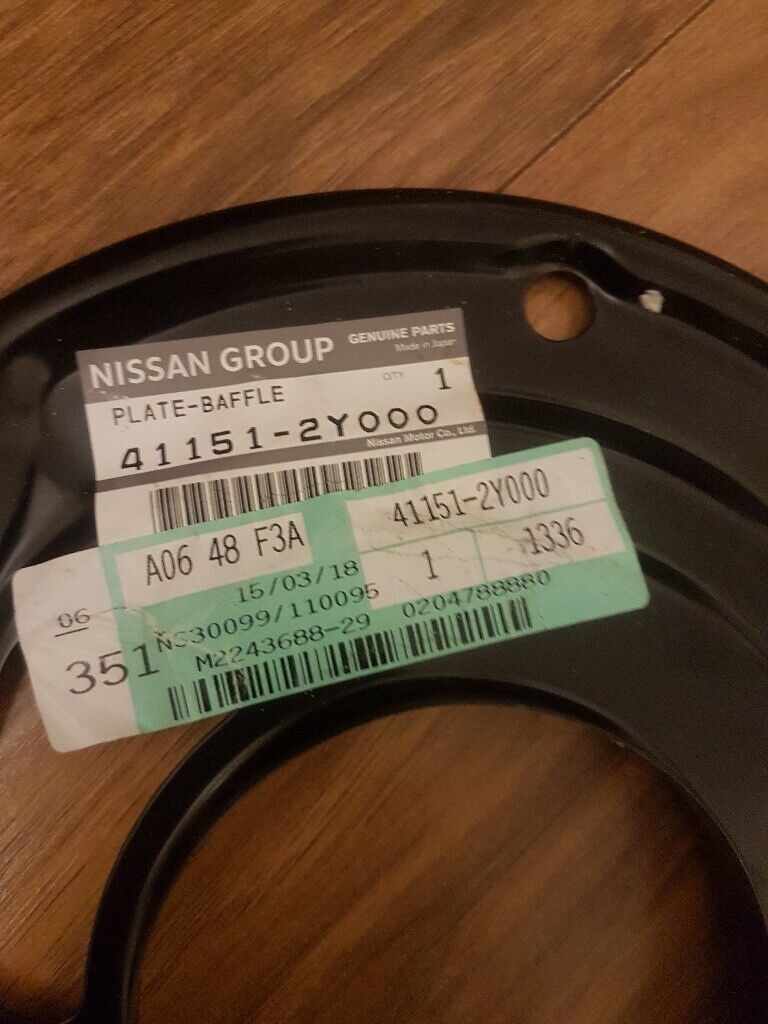 NISSAN GROUP GENUINE PARTS
Made in Japan
PLATE-BAFFLE QTY 1
41151-2Y000
Nissan Motor Co., Ltd.
A06 48 F3A 41151-2Y000
1 1336
15/03/18
06
351
NS30099/110095
M2243688-29 0204788880